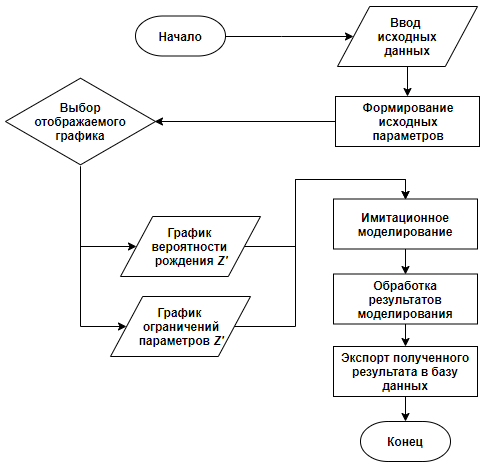 Начало
Ввод
исходных
данных
Формирование
исходных
параметров
Выбор
отображаемого
графика
График
вероятности
рождения Z'
График
ограничений
параметров Z'
Имитационное
моделирование
Обработка
результатов
моделирования
Экспорт полученного
результата в базу
данных
Конец